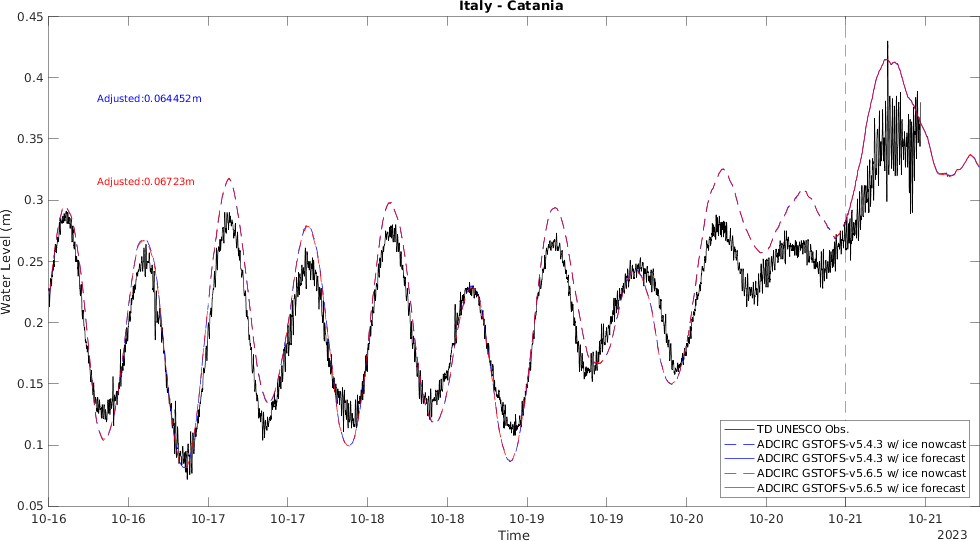 Italy - Catania
0.45
0.4
0.35
0.3
0.25
0.2
0.15
0.1
0.05
Water Level (m)
Adjusted:0.064452m
Adjusted:0.06723m
TD UNESCO Obs.
ADCIRC GSTOFS-v5.4.3 w/ ice nowcast
ADCIRC GSTOFS-v5.4.3 w/ ice forecast
ADCIRC GSTOFS-v5.6.5 w/ ice nowcast
ADCIRC GSTOFS-v5.6.5 w/ ice forecast
10-16 10-16 10-17 10-17 10-18 10-18 10-19 10-19 10-20 10-20 10-21 10-21
Time
2023